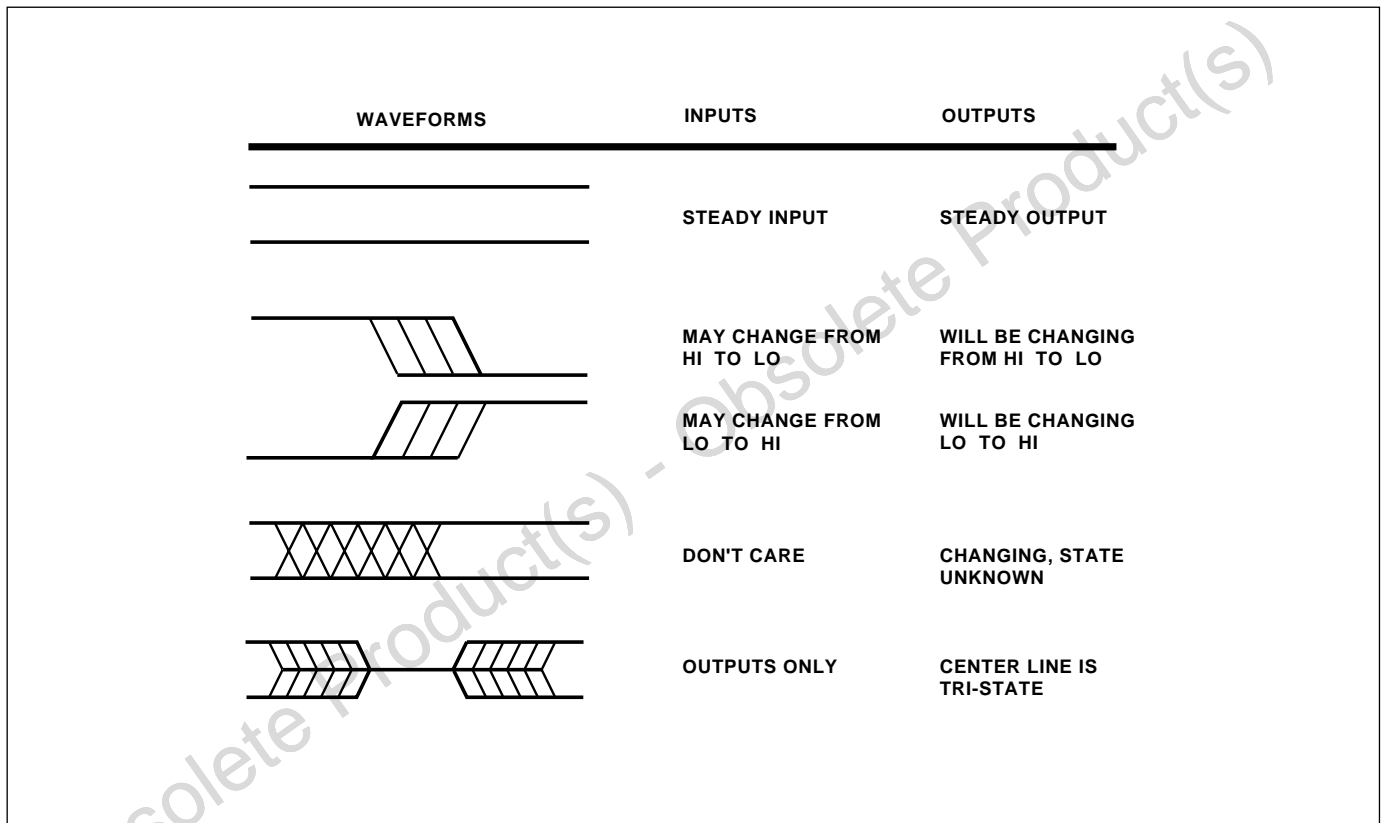 WAVEFORMS INPUTS OUTPUTS
STEADY INPUT STEADY OUTPUT
MAY CHANGE FROM WILL BE CHANGING
HI TO LO FROM HI TO LO
MAY CHANGE FROM WILL BE CHANGING
LO TO HI LO TO HI
DON'T CARE CHANGING, STATE
UNKNOWN
OUTPUTS ONLY CENTER LINE IS
TRI-STATE
solete Product(s) - Obsolete Product(s)